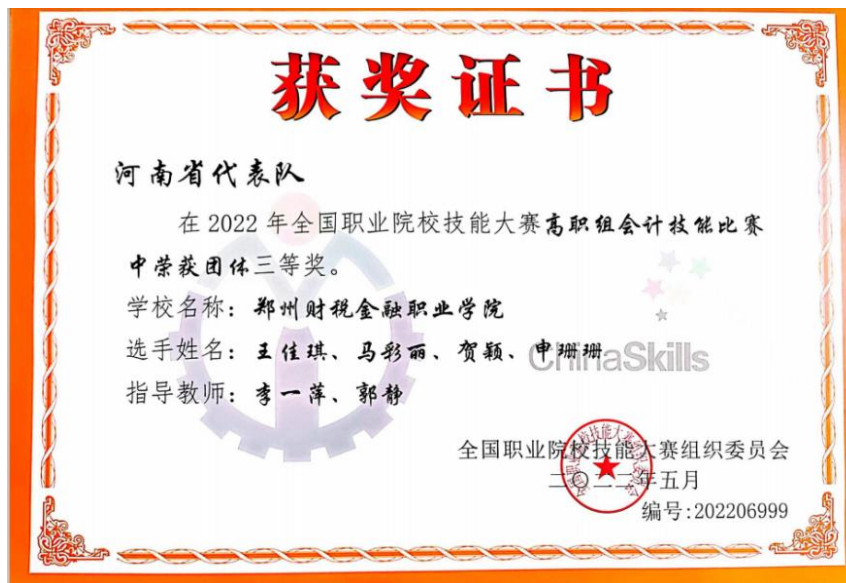 获奖证书
河南省代表队
在 2022 年全国职业院校技能大赛高职组会计技能比赛
中荣获团体三等奖。
学校名称：郑州财税金融职业学院
选手姓名：王佳琪、马彩丽、贺颖、申珊珊
ChinaSkills
指导教师：李一萍、郭静
全国职业院校技能大赛组织委员会
二〇二二年五月
编号:202206999